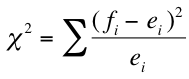 χ² = ∑ (fᵢ − eᵢ)² / eᵢ